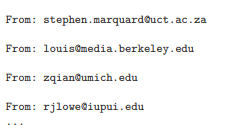 From: stephen.marquard@uct.ac.za
From: louis@media.berkeley.edu
From: zqian@umich.edu
From: rjlowe@iupui.edu
...